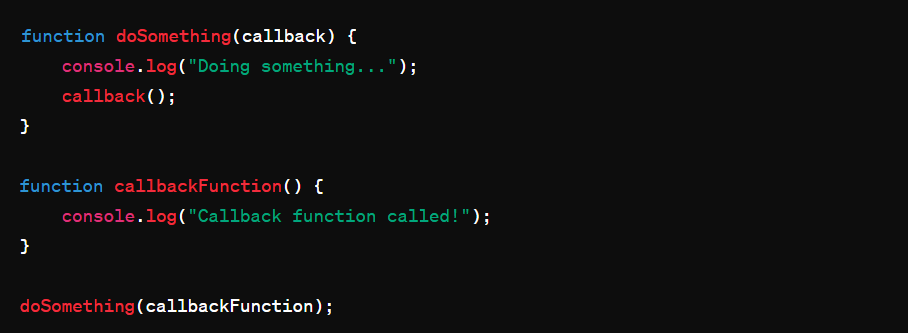 function doSomething(callback) {
    console.log("Doing something...");
    callback();
}

function callbackFunction() {
    console.log("Callback function called!");
}

doSomething(callbackFunction);